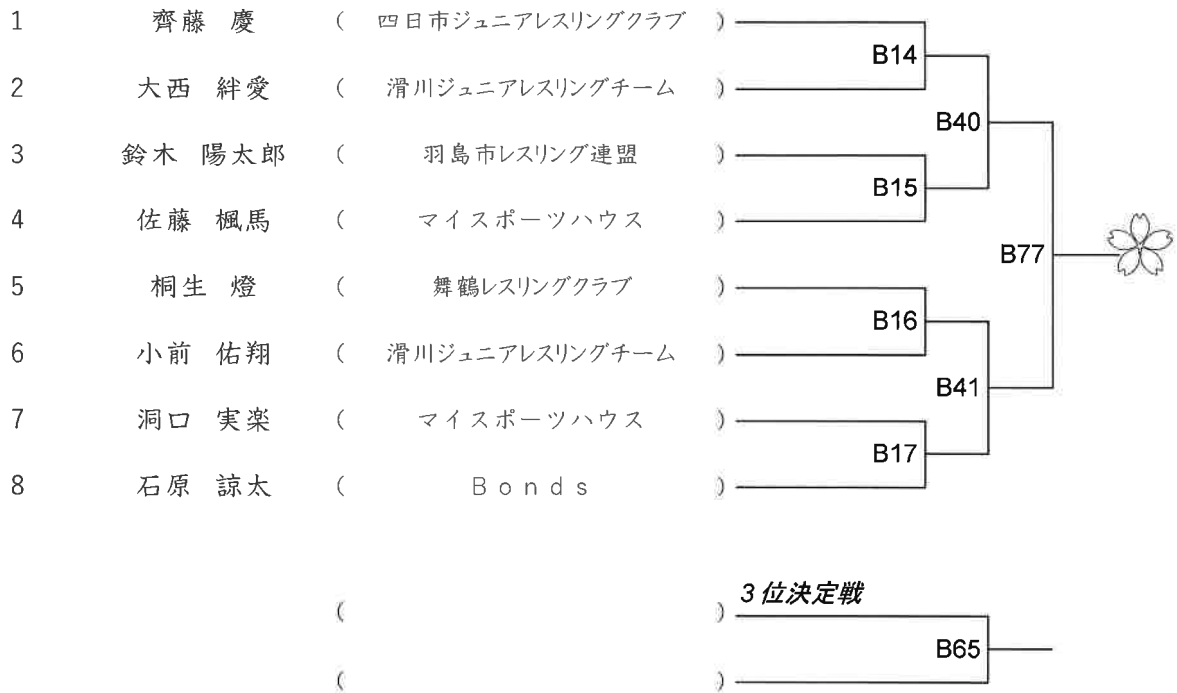 1 齊藤 慶 ( 四日市ジュニアレスリングクラブ )
B14
2 大西 絆愛 ( 滑川ジュニアレスリングチーム )
B40
3 鈴木 陽太郎 ( 羽島市レスリング連盟 )
B15
4 佐藤 楓馬 ( マイスポーツハウス )
B77
5 桐生 燈 ( 舞鶴レスリングクラブ )
B16
6 小前 佑翔 ( 滑川ジュニアレスリングチーム )
B41
7 洞口 実楽 ( マイスポーツハウス )
B17
8 石原 諒太 ( Bonds )
3位決定戦
( )
B65
( )